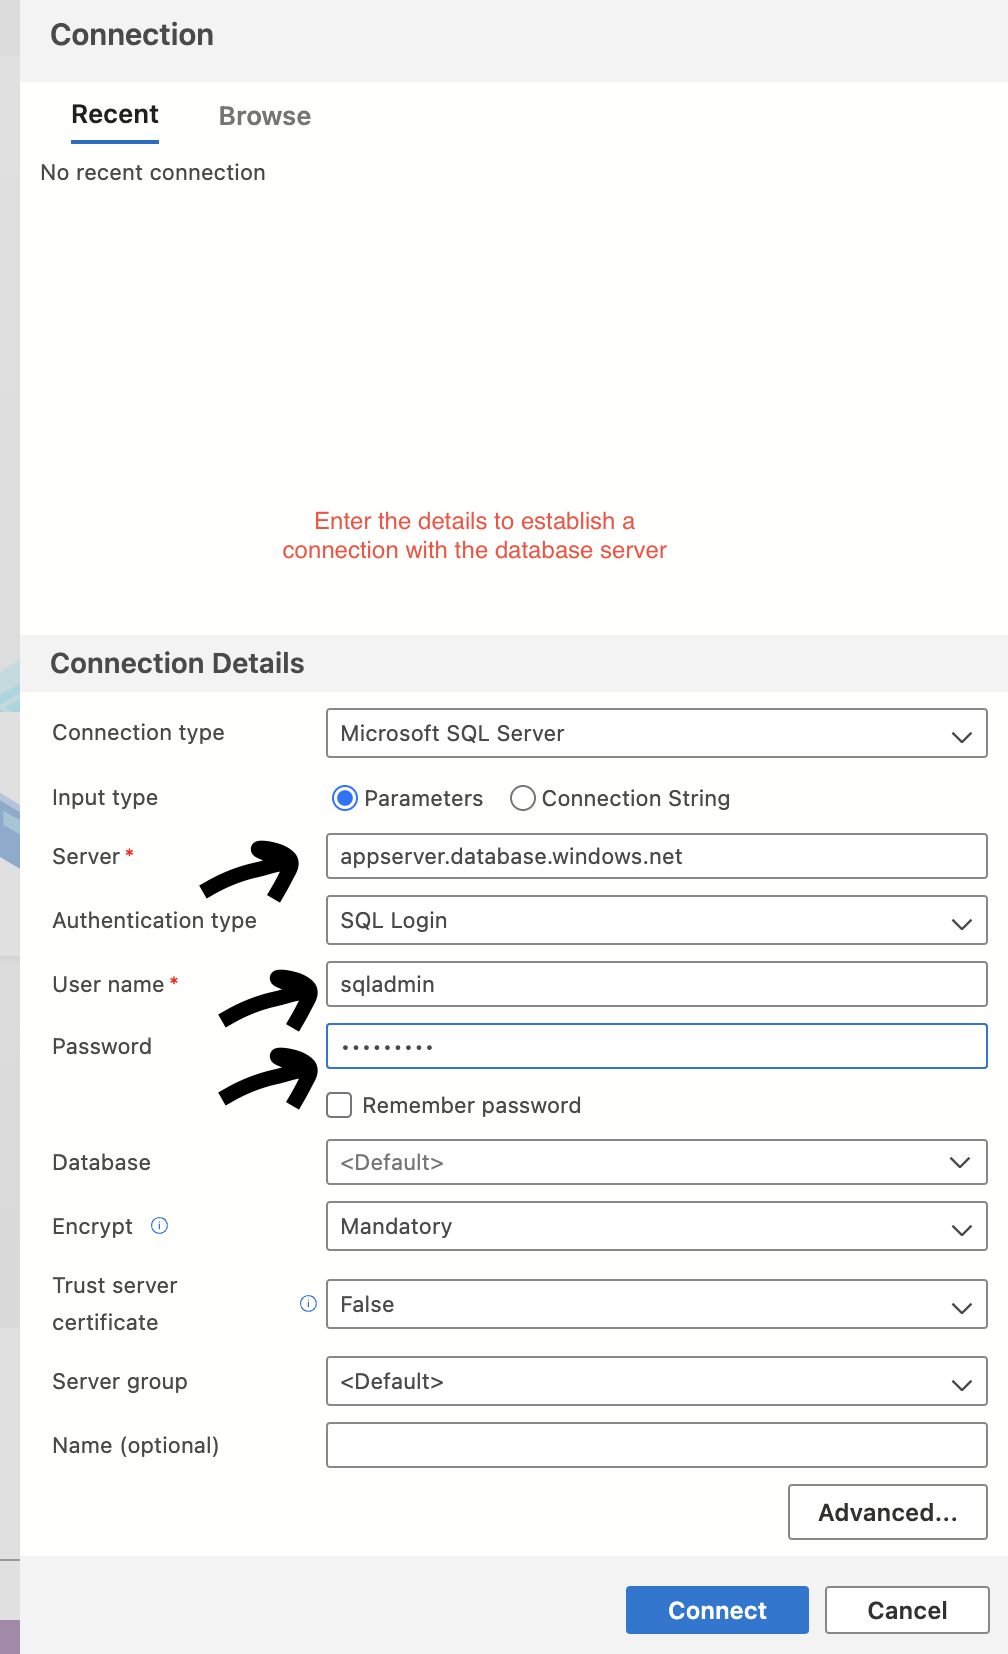 Connection
Recent Browse
No recent connection
Enter the details to establish a
connection with the database server
Connection Details
Connection type Microsoft SQL Server
Input type Parameters Connection String
Server * appserver.database.windows.net
Authentication type SQL Login
User name * sqladmin
Password •••••••••
Remember password
Database <Default>
Encrypt Mandatory
Trust server
certificate False
Server group <Default>
Name (optional)
Advanced...
Connect Cancel